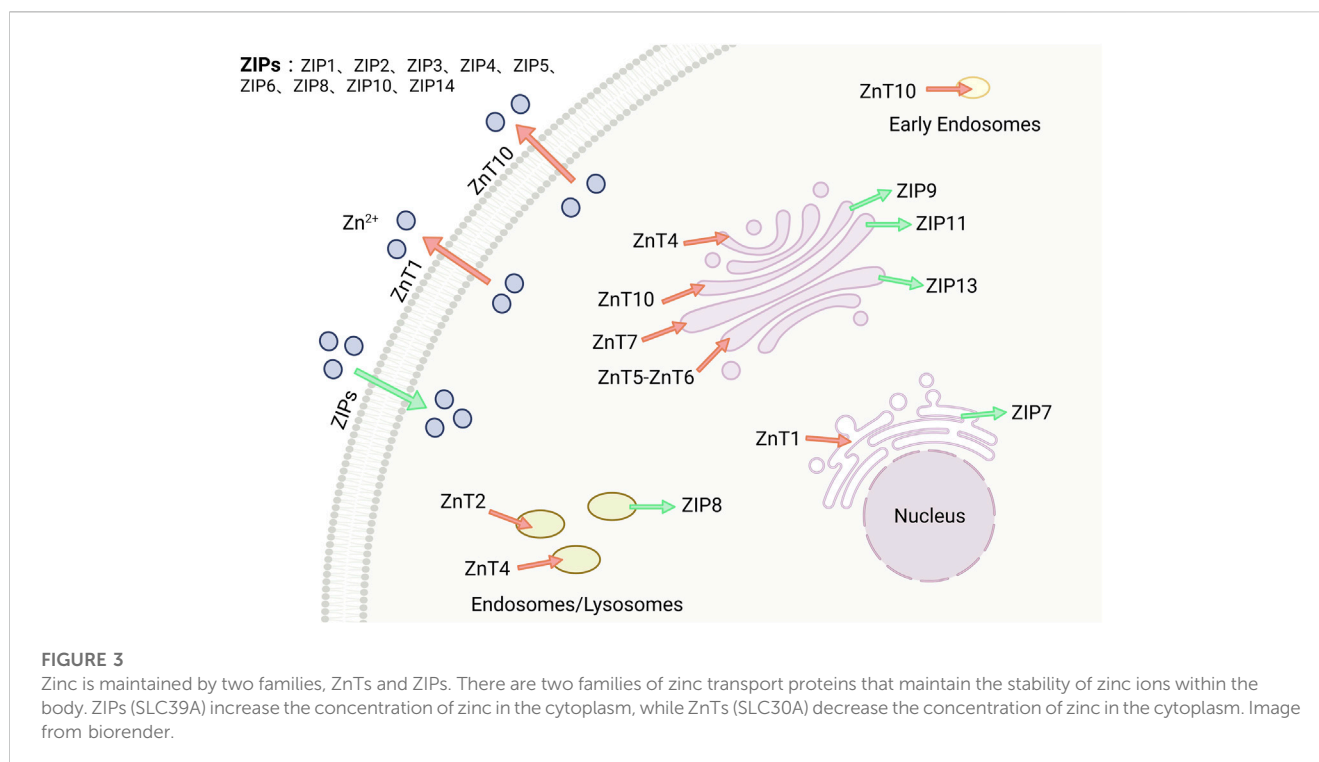 ZIPs : ZIP1、ZIP2、ZIP3、ZIP4、ZIP5、
ZIP6、ZIP8、ZIP10、ZIP14
ZnT10
Early Endosomes
ZnT10
ZIP9
ZIP11
Zn²⁺
ZnT4
ZnT1
ZIP13
ZnT10
ZnT7
ZnT5-ZnT6
ZIPs
ZIP7
ZnT1
ZnT2
ZIP8
Nucleus
ZnT4
Endosomes/Lysosomes
FIGURE 3
Zinc is maintained by two families, ZnTs and ZIPs. There are two families of zinc transport proteins that maintain the stability of zinc ions within the
body. ZIPs (SLC39A) increase the concentration of zinc in the cytoplasm, while ZnTs (SLC30A) decrease the concentration of zinc in the cytoplasm. Image
from biorender.